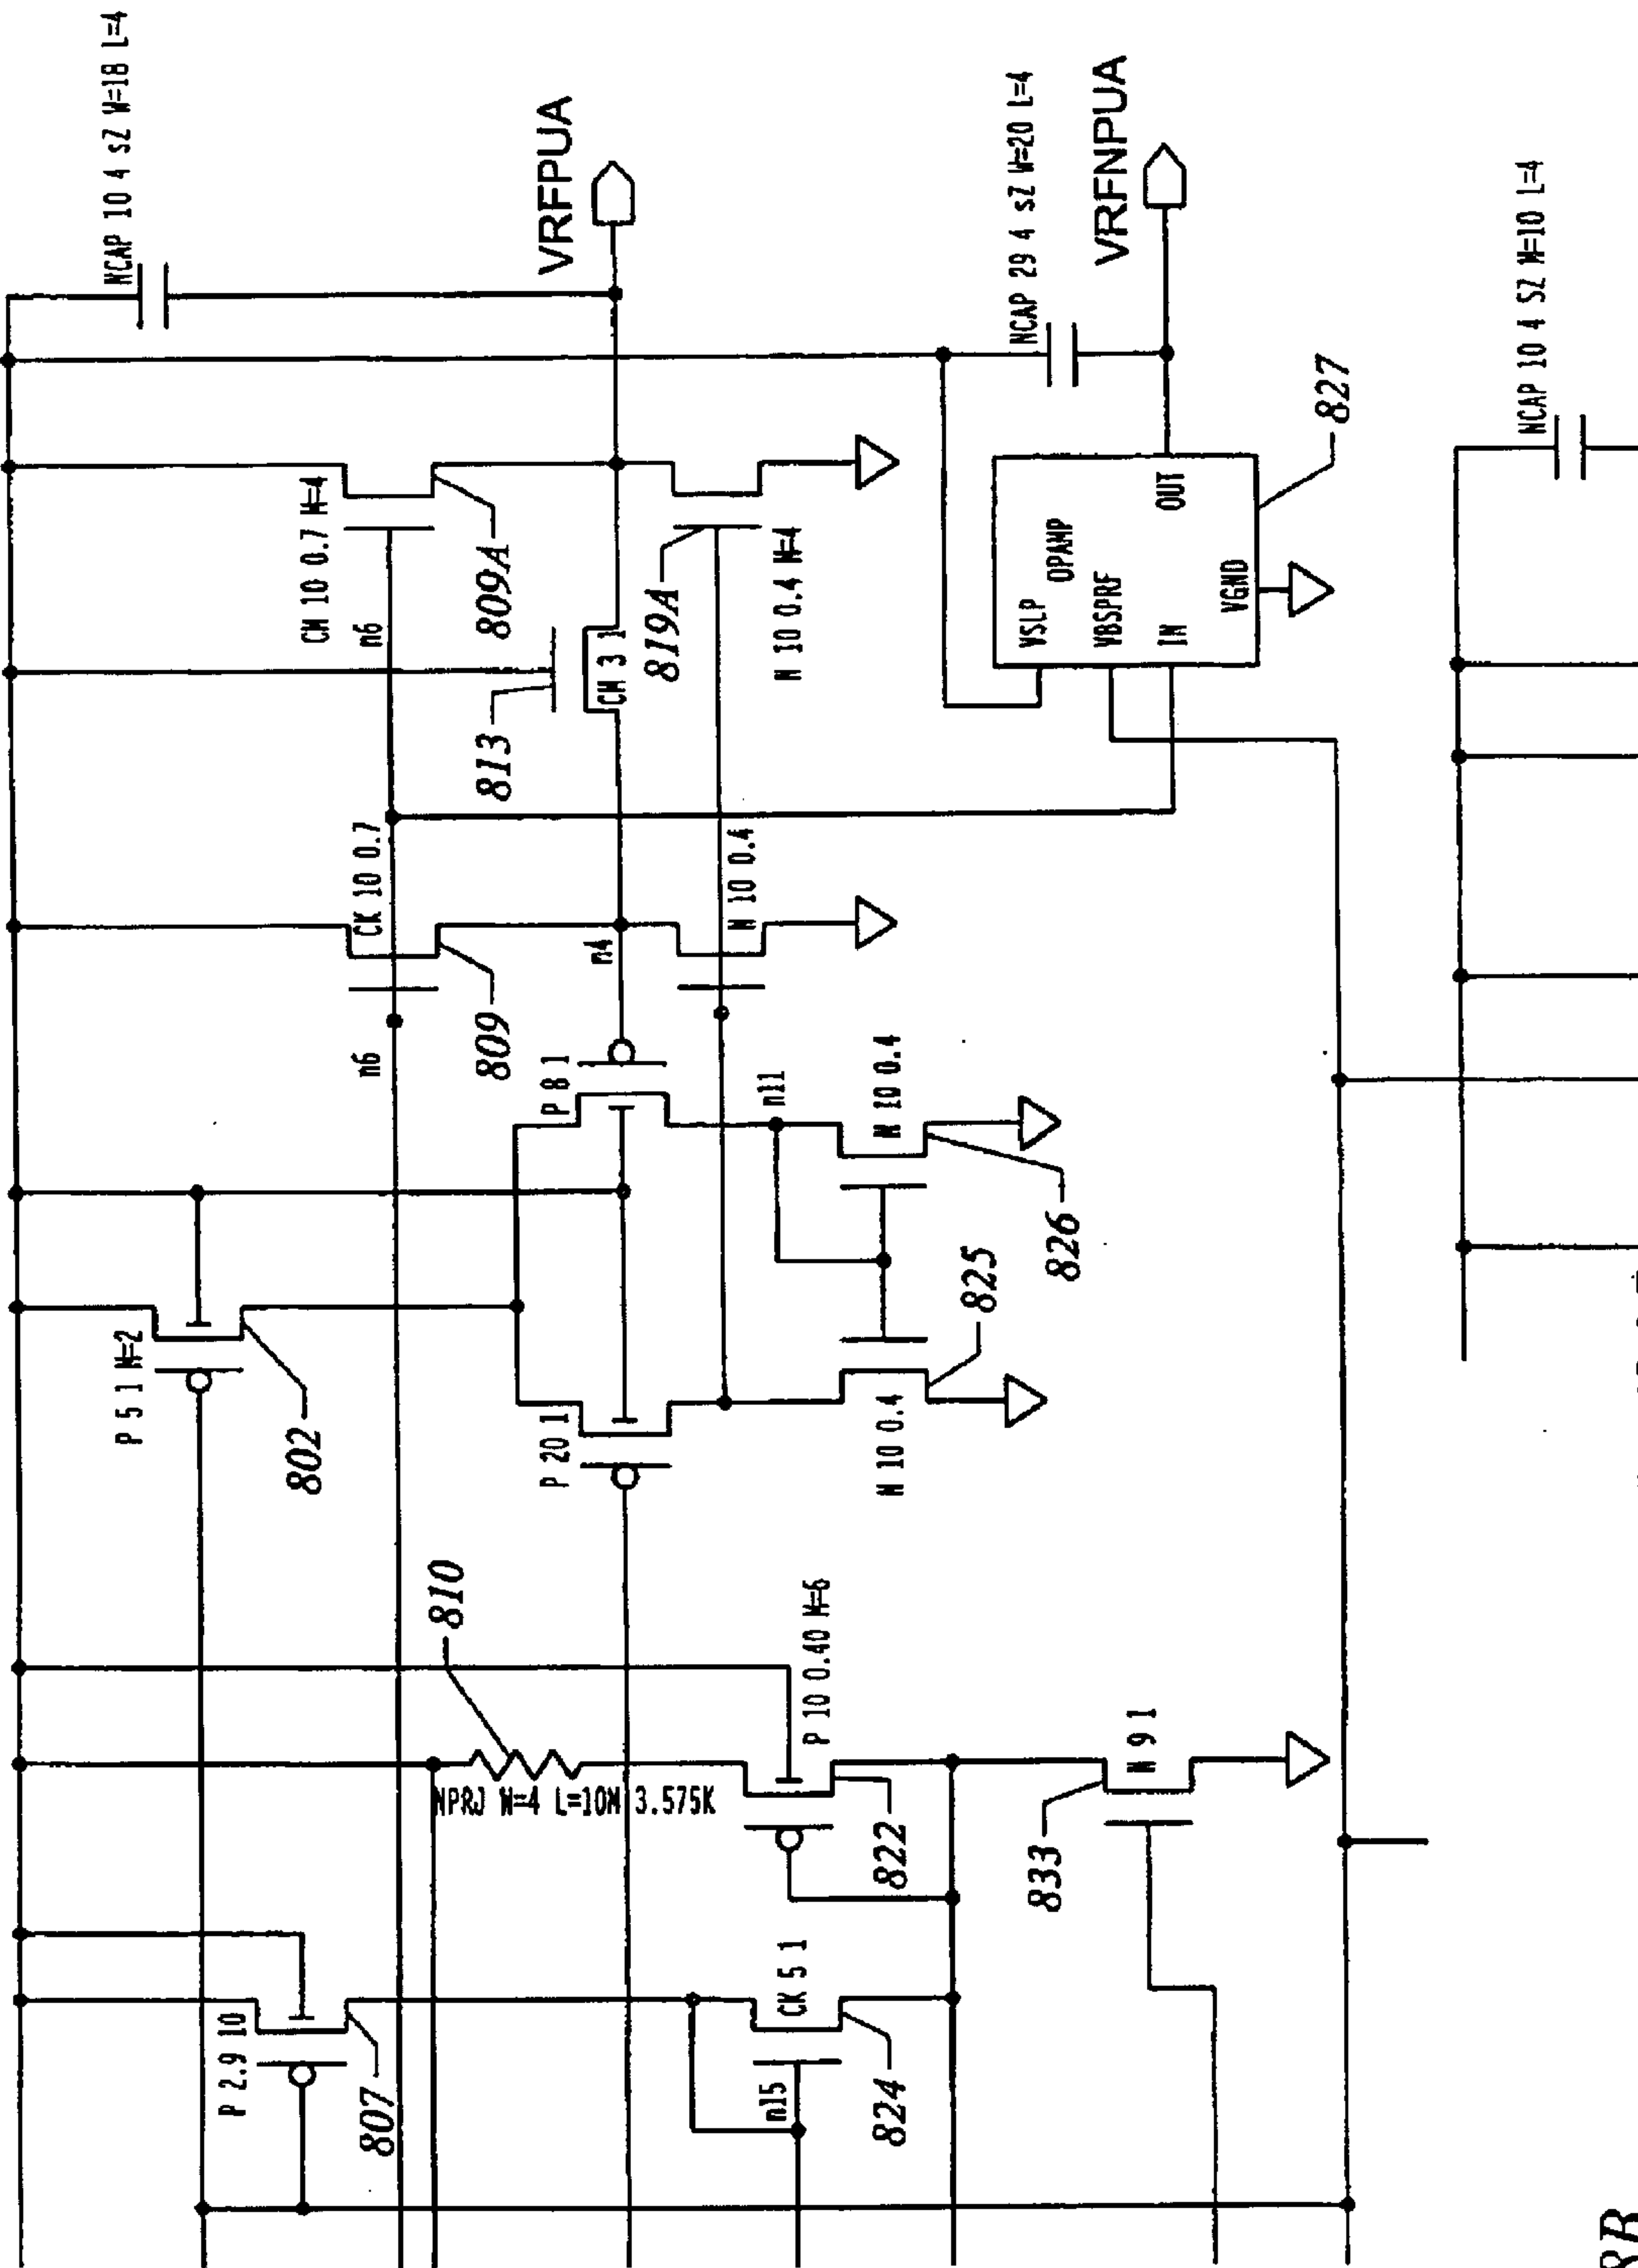 NCAP 10 4 sZ W=18 L=4
VRFPUA
NCAP 29 4 sZ W=20 L=4
VRFNPUA
NCAP 10 4 SZ M=10 L=4
CM 10 0.7 M=4
n6
809A
813
CM 3 1
819A
N 10 0.4 M=4
VSLP
OPAMP
VBSPRF
IN
OUT
VGND
827
CK 10 0.7
n6
809
n4
N 10 0.4
P 5 1 M=2
802
P 20 1
P 8 1
n11
N 10 0.4
826
825
N 10 0.4
810
NPRJ W=4 L=10M 3.575K
P 10 0.40 M=6
822
833
N 9 1
P 2.9 10
807
CK 5 1
n15
824